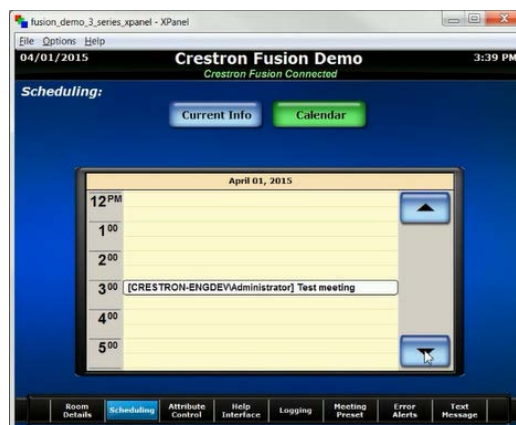 fusion_demo_3_series_xpanel - XPanel
File Options Help
04/01/2015 Crestron Fusion Demo 3:39 PM
Crestron Fusion Connected
Scheduling:
Current Info Calendar
April 01, 2015
12 PM
1 00
2 00
3 00 [CRESTRON-ENGDEV\Administrator] Test meeting
4 00
5 00
Room Details Scheduling Attribute Control Help Interface Logging Meeting Preset Error Alerts Text Message